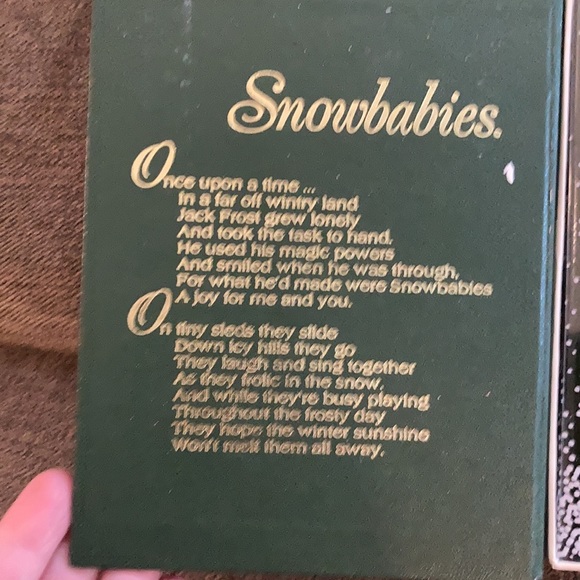 Snowbabies.
Once upon a time ...
In a far off wintry land
Jack Frost grew lonely
And took the task to hand.
He used his magic powers
And smiled when he was through,
For what he'd made were Snowbabies
A joy for me and you.
On tiny sleds they slide
Down icy hills they go
They laugh and sing together
As they frolic in the snow,
And while they're busy playing
Throughout the frosty day
They hope the winter sunshine
Won't melt them all away.